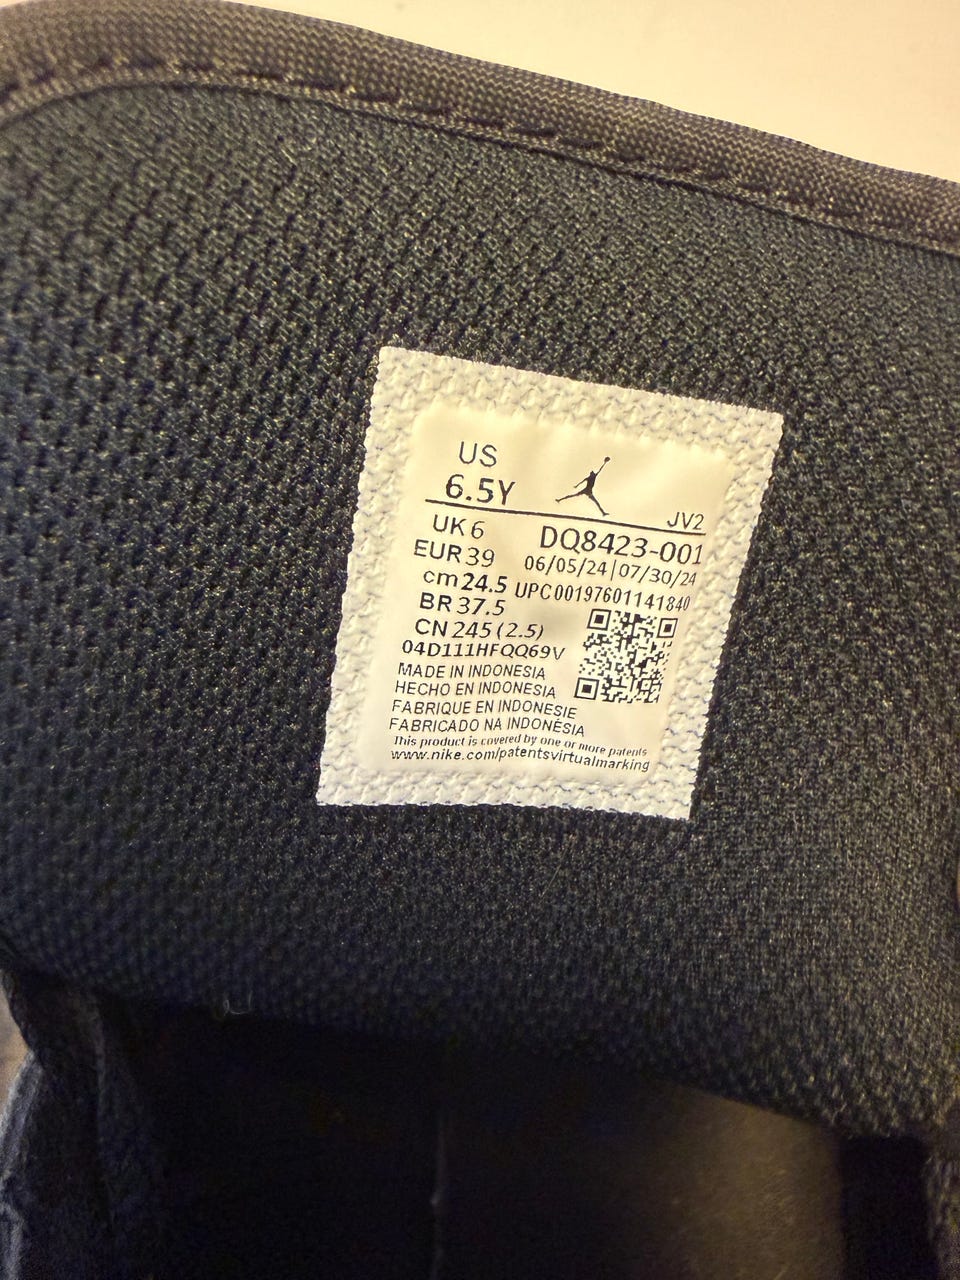 US
6.5Y
JV2
UK 6
DQ8423-001
EUR 39
06/05/24|07/30/24
cm 24.5
UPC00197601141840
BR 37.5
CN 245 (2.5)
04D111HFQQ69V
MADE IN INDONESIA
HECHO EN INDONESIA
FABRIQUE EN INDONESIE
FABRICADO NA INDONÉSIA
This product is covered by one or more patents
www.nike.com/patentsvirtualmarking